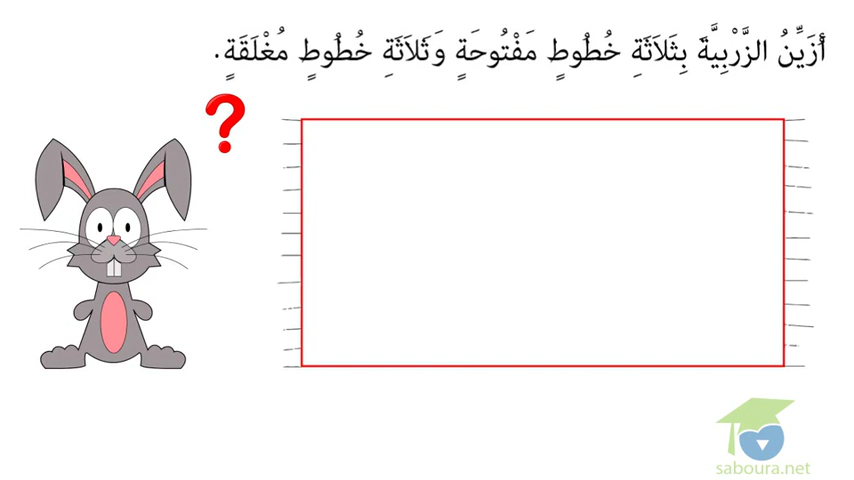 أُزَيِّنُ الزَّرْبِيَّةَ بِثَلَاثَةِ خُطُوطٍ مَفْتُوحَةٍ وَثَلَاثَةِ خُطُوطٍ مُغْلَقَةٍ.
?
saboura.net